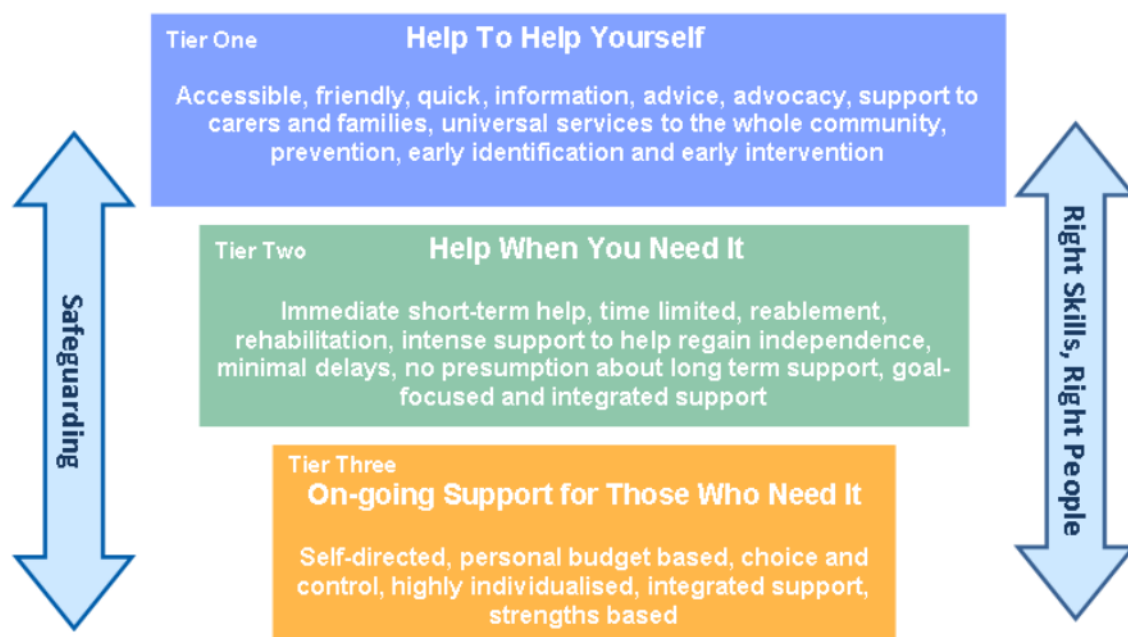 Tier One
Help To Help Yourself
Accessible, friendly, quick, information, advice, advocacy, support to
carers and families, universal services to the whole community,
prevention, early identification and early intervention
Tier Two
Help When You Need It
Immediate short-term help, time limited, reablement,
rehabilitation, intense support to help regain independence,
minimal delays, no presumption about long term support, goal-
focused and integrated support
Tier Three
On-going Support for Those Who Need It
Self-directed, personal budget based, choice and
control, highly individualised, integrated support,
strengths based
Safeguarding
Right Skills, Right People